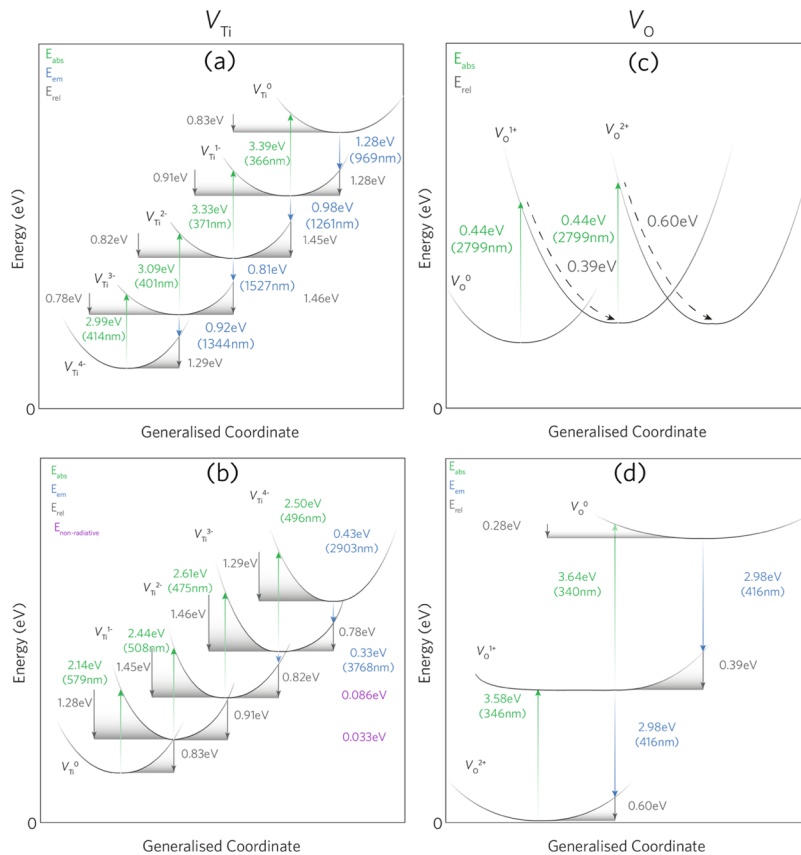 V_Ti
V_O
(a)
E_abs
E_em
E_rel
V_Ti^0
0.83eV
3.39eV
(366nm)
1.28eV
(969nm)
V_Ti^1-
0.91eV
1.28eV
3.33eV
(371nm)
0.98eV
(1261nm)
V_Ti^2-
0.82eV
1.45eV
3.09eV
(401nm)
0.81eV
(1527nm)
V_Ti^3-
0.78eV
1.46eV
2.99eV
(414nm)
0.92eV
(1344nm)
V_Ti^4-
1.29eV
Energy (eV)
0
Generalised Coordinate
(c)
E_abs
E_rel
V_O^1+
V_O^2+
0.44eV
(2799nm)
0.44eV
(2799nm)
0.60eV
0.39eV
V_O^0
Energy (eV)
0
Generalised Coordinate
(b)
E_abs
E_em
E_rel
E_non-radiative
V_Ti^4-
2.50eV
(496nm)
0.43eV
(2903nm)
V_Ti^3-
1.29eV
2.61eV
(475nm)
V_Ti^2-
1.46eV
0.78eV
V_Ti^1-
2.44eV
(508nm)
0.33eV
(3768nm)
2.14eV
(579nm)
1.45eV
0.82eV
1.28eV
0.086eV
0.91eV
0.033eV
0.83eV
V_Ti^0
Energy (eV)
0
Generalised Coordinate
(d)
E_abs
E_em
E_rel
V_O^0
0.28eV
3.64eV
(340nm)
2.98eV
(416nm)
V_O^1+
0.39eV
3.58eV
(346nm)
2.98eV
(416nm)
V_O^2+
0.60eV
Energy (eV)
0
Generalised Coordinate